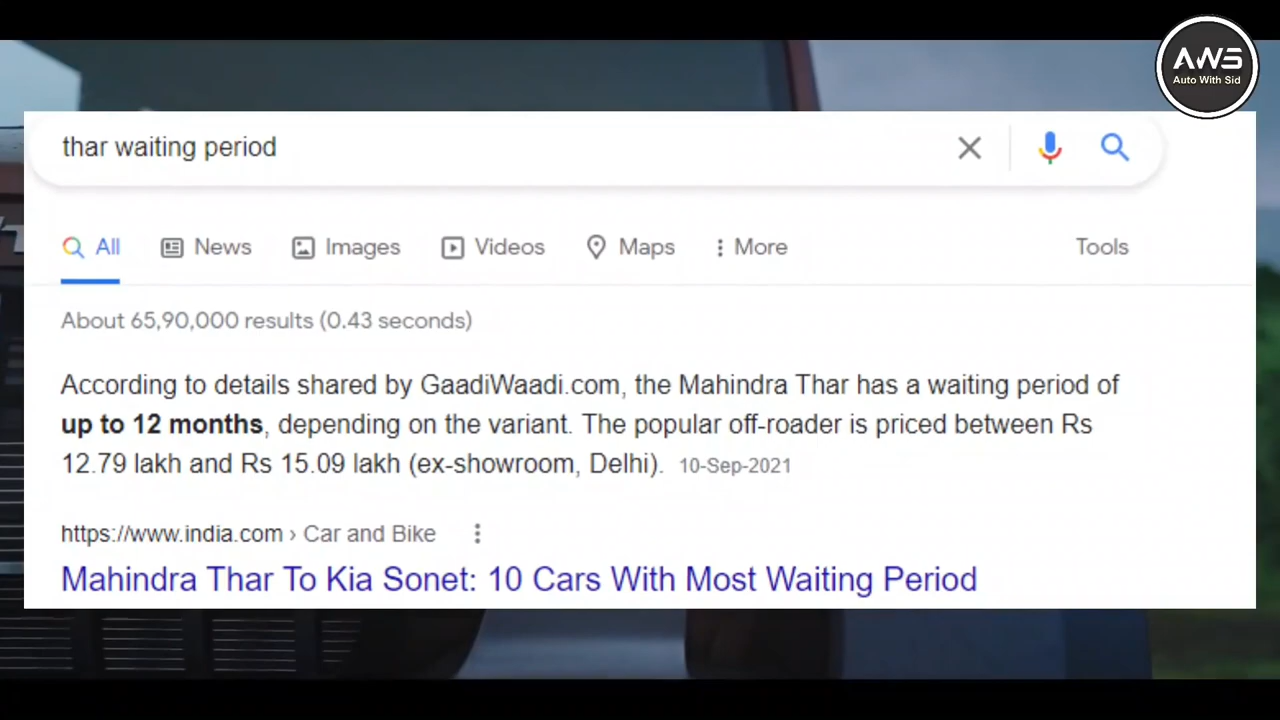 AWS
Auto With Sid
thar waiting period
All News Images Videos Maps More Tools
About 65,90,000 results (0.43 seconds)
According to details shared by GaadiWaadi.com, the Mahindra Thar has a waiting period of
up to 12 months, depending on the variant. The popular off-roader is priced between Rs
12.79 lakh and Rs 15.09 lakh (ex-showroom, Delhi). 10-Sep-2021
https://www.india.com › Car and Bike
Mahindra Thar To Kia Sonet: 10 Cars With Most Waiting Period